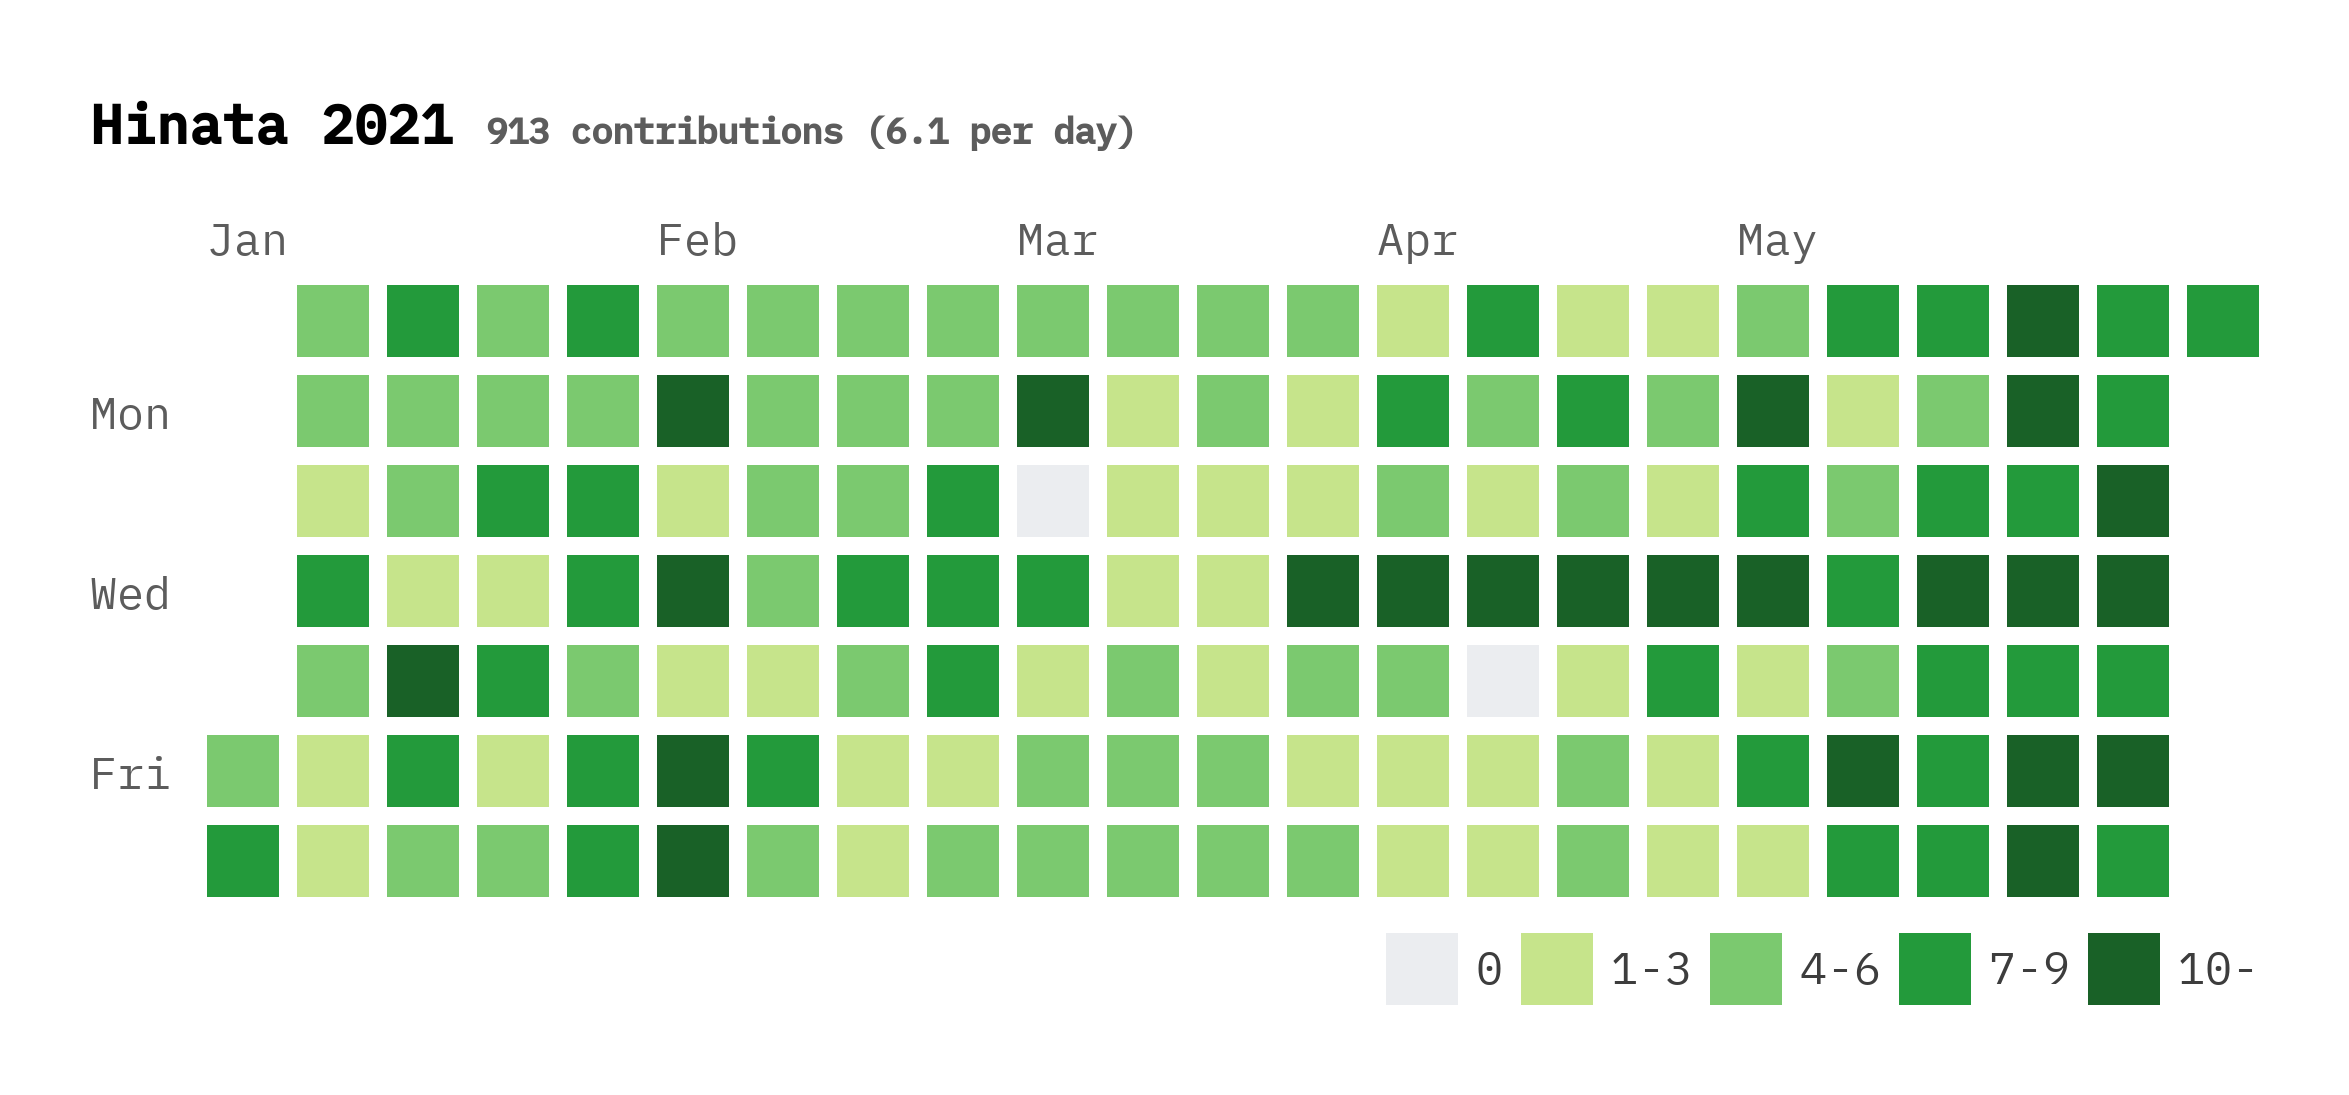 Hinata 2021 913 contributions (6.1 per day)
Jan Feb Mar Apr May
Mon
Wed
Fri
0 1-3 4-6 7-9 10-